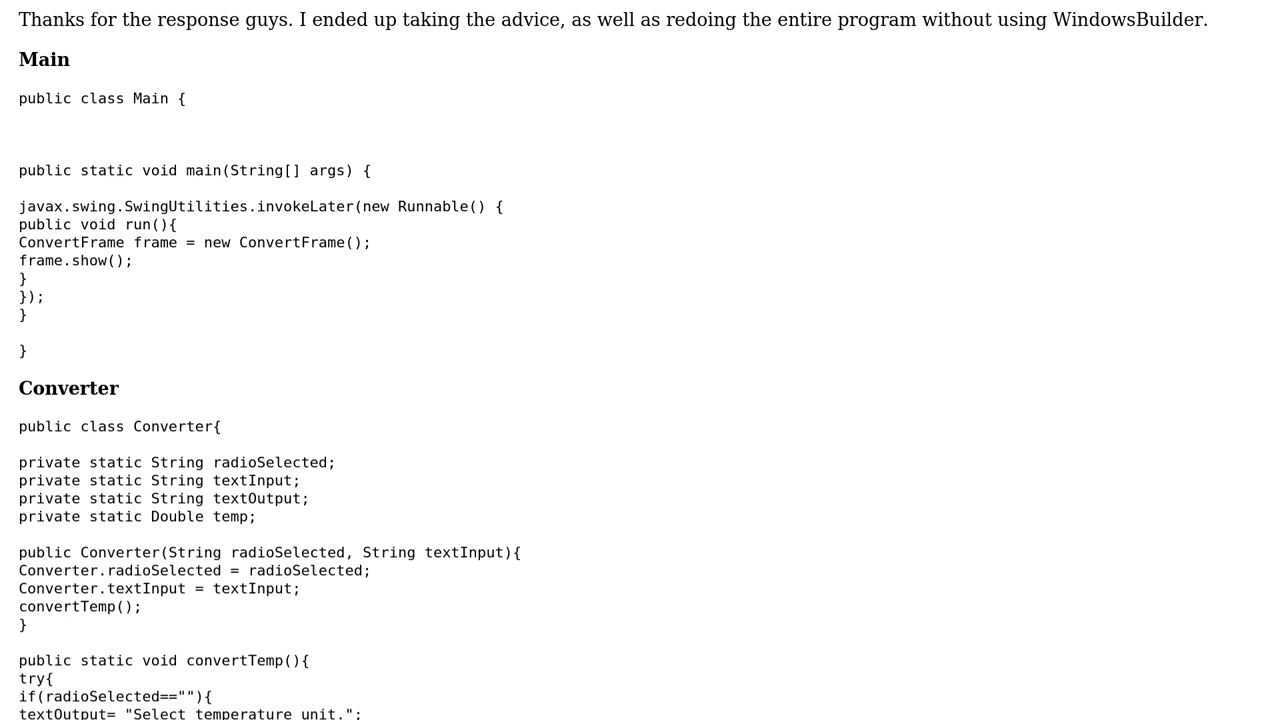 Thanks for the response guys. I ended up taking the advice, as well as redoing the entire program without using WindowsBuilder.
Main
public class Main {
public static void main(String[] args) {
javax.swing.SwingUtilities.invokeLater(new Runnable() {
public void run(){
ConvertFrame frame = new ConvertFrame();
frame.show();
}
});
}
}
Converter
public class Converter{
private static String radioSelected;
private static String textInput;
private static String textOutput;
private static Double temp;
public Converter(String radioSelected, String textInput){
Converter.radioSelected = radioSelected;
Converter.textInput = textInput;
convertTemp();
}
public static void convertTemp(){
try{
if(radioSelected==""){
textOutput= "Select temperature unit.";